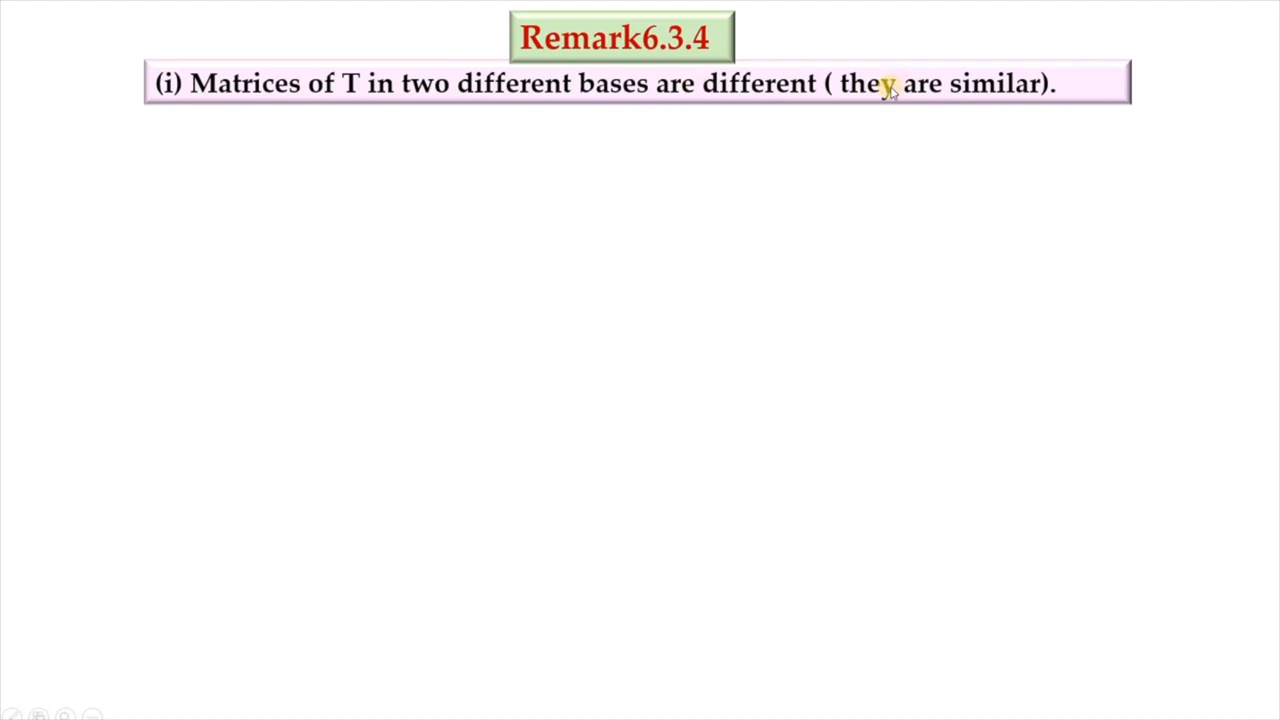 Remark6.3.4
(i) Matrices of T in two different bases are different ( they are similar).